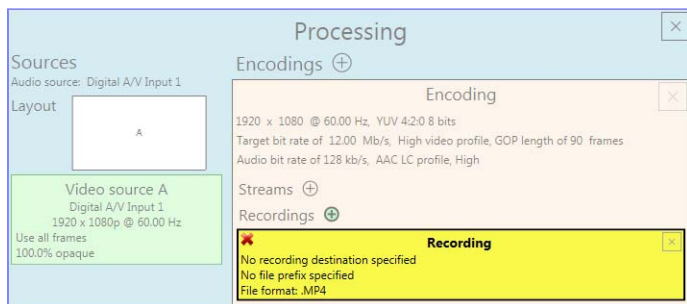 Processing
Sources
Audio source: Digital A/V Input 1
Layout
A
Video source A
Digital A/V Input 1
1920 x 1080p @ 60.00 Hz
Use all frames
100.0% opaque
Encodings
Encoding
1920 x 1080 @ 60.00 Hz, YUV 4:2:0 8 bits
Target bit rate of 12.00 Mb/s, High video profile, GOP length of 90 frames
Audio bit rate of 128 kb/s, AAC LC profile, High
Streams
Recordings
Recording
No recording destination specified
No file prefix specified
File format: .MP4